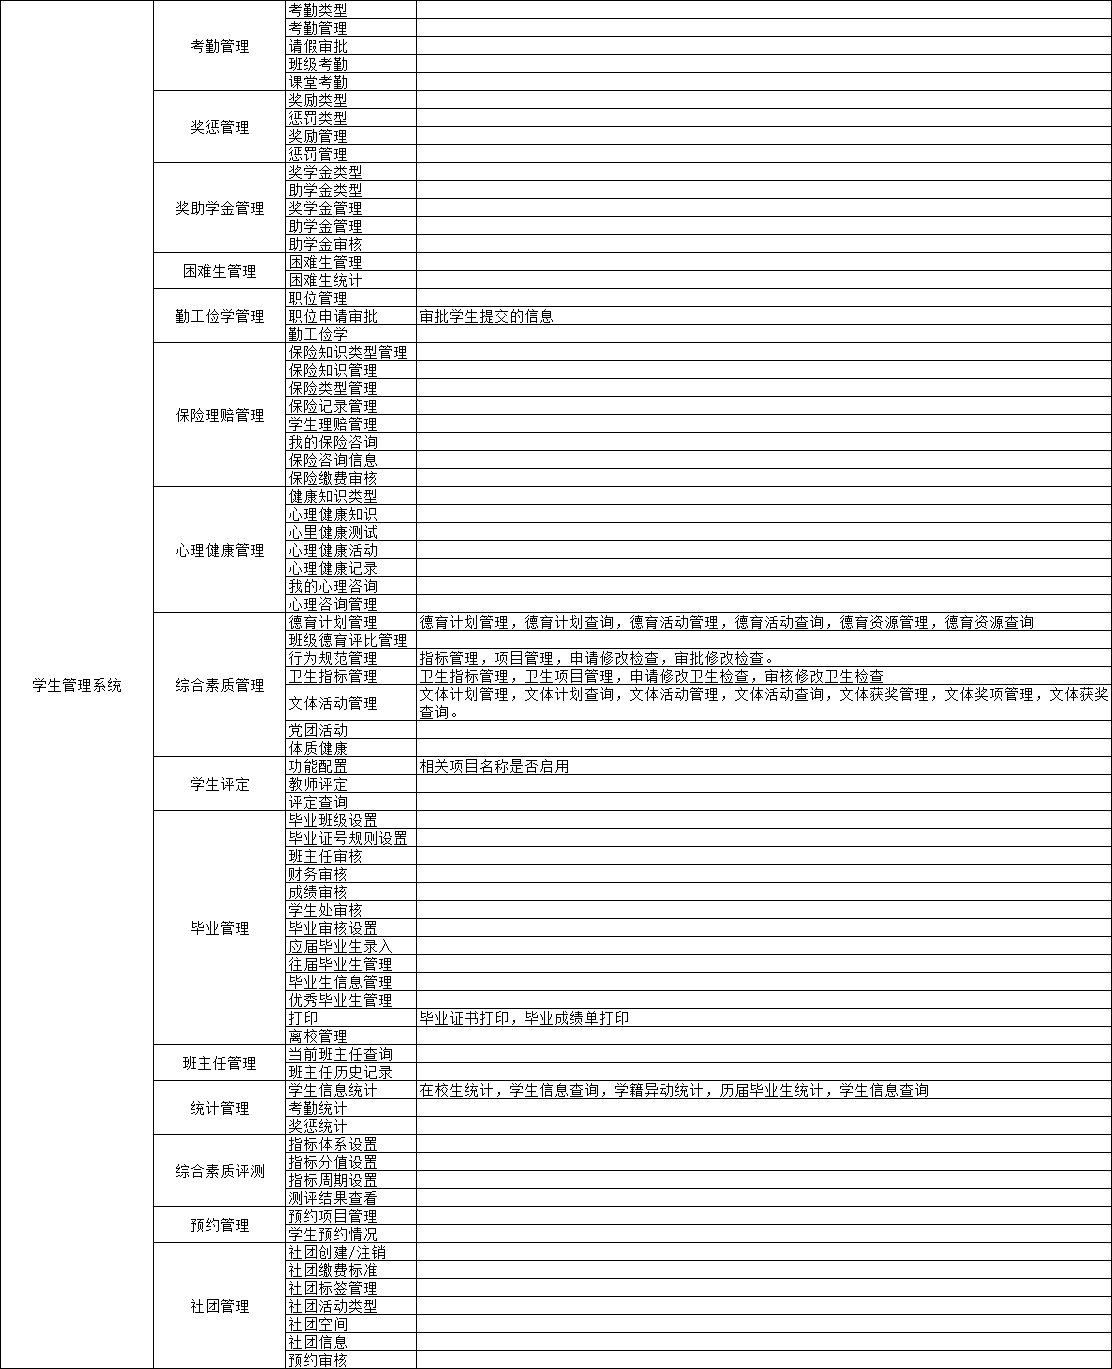 学生管理系统
考勤管理
考勤类型
考勤管理
请假审批
班级考勤
课堂考勤
奖惩管理
奖励类型
惩罚类型
奖励管理
惩罚管理
奖助学金管理
奖学金类型
助学金类型
奖学金管理
助学金管理
助学金审核
困难生管理
困难生管理
困难生统计
勤工俭学管理
职位管理
职位申请审批 审批学生提交的信息
勤工俭学
保险理赔管理
保险知识类型管理
保险知识管理
保险类型管理
保险记录管理
学生理赔管理
我的保险咨询
保险咨询信息
保险缴费审核
心理健康管理
健康知识类型
心理健康知识
心里健康测试
心理健康活动
心理健康记录
我的心理咨询
心理咨询管理
综合素质管理
德育计划管理 德育计划管理，德育计划查询，德育活动管理，德育活动查询，德育资源管理，德育资源查询
班级德育评比管理
行为规范管理 指标管理，项目管理，申请修改检查，审批修改检查。
卫生指标管理 卫生指标管理，卫生项目管理，申请修改卫生检查，审核修改卫生检查
文体活动管理 文体计划管理，文体计划查询，文体活动管理，文体活动查询，文体获奖管理，文体奖项管理，文体获奖
查询。
党团活动
体质健康
学生评定
功能配置 相关项目名称是否启用
教师评定
评定查询
毕业管理
毕业班级设置
毕业证号规则设置
班主任审核
财务审核
成绩审核
学生处审核
毕业审核设置
应届毕业生录入
往届毕业生管理
毕业生信息管理
优秀毕业生管理
打印 毕业证书打印，毕业成绩单打印
离校管理
班主任管理
当前班主任查询
班主任历史记录
统计管理
学生信息统计 在校生统计，学生信息查询，学籍异动统计，历届毕业生统计，学生信息查询
考勤统计
奖惩统计
综合素质评测
指标体系设置
指标分值设置
指标周期设置
测评结果查看
预约管理
预约项目管理
学生预约情况
社团管理
社团创建/注销
社团缴费标准
社团标签管理
社团活动类型
社团空间
社团信息
预约审核